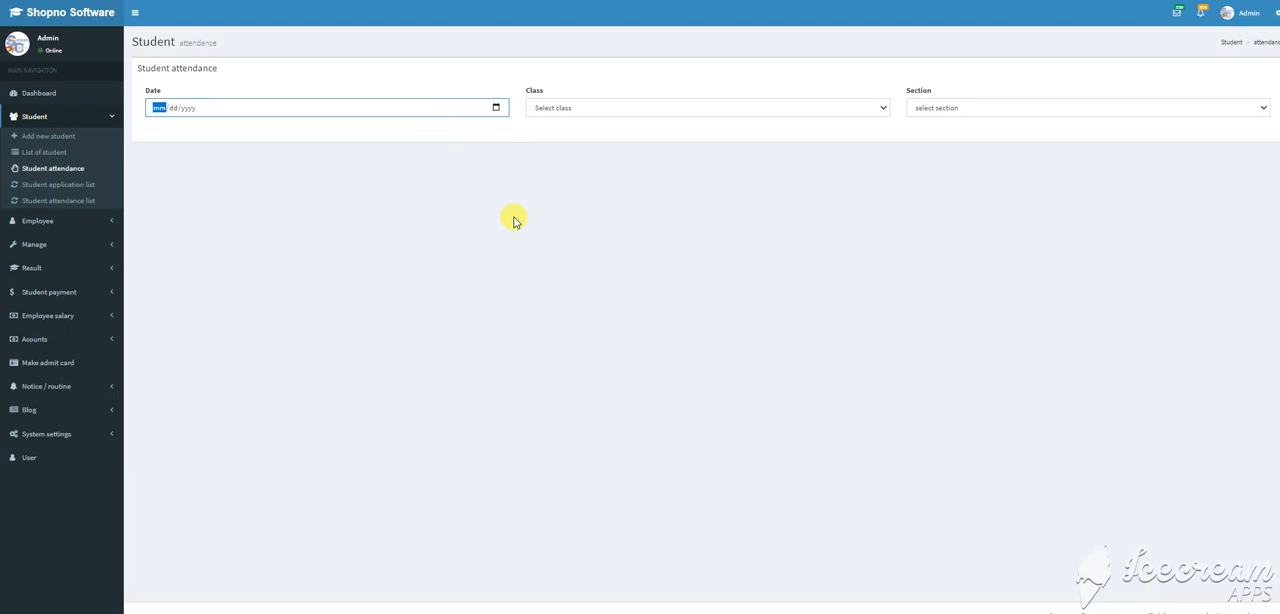 Shopno Software
Admin
Admin
Online
MAIN NAVIGATION
Dashboard
Student
Add new student
List of student
Student attendance
Student application list
Student attendance list
Employee
Manage
Result
Student payment
Employee salary
Acounts
Make admit card
Notice / routine
Blog
System settings
User
Student attendance
Student > attendanc
Student attendance
Date
Class
Section
mm/dd/yyyy
Select class
select section
Icecream
APPS